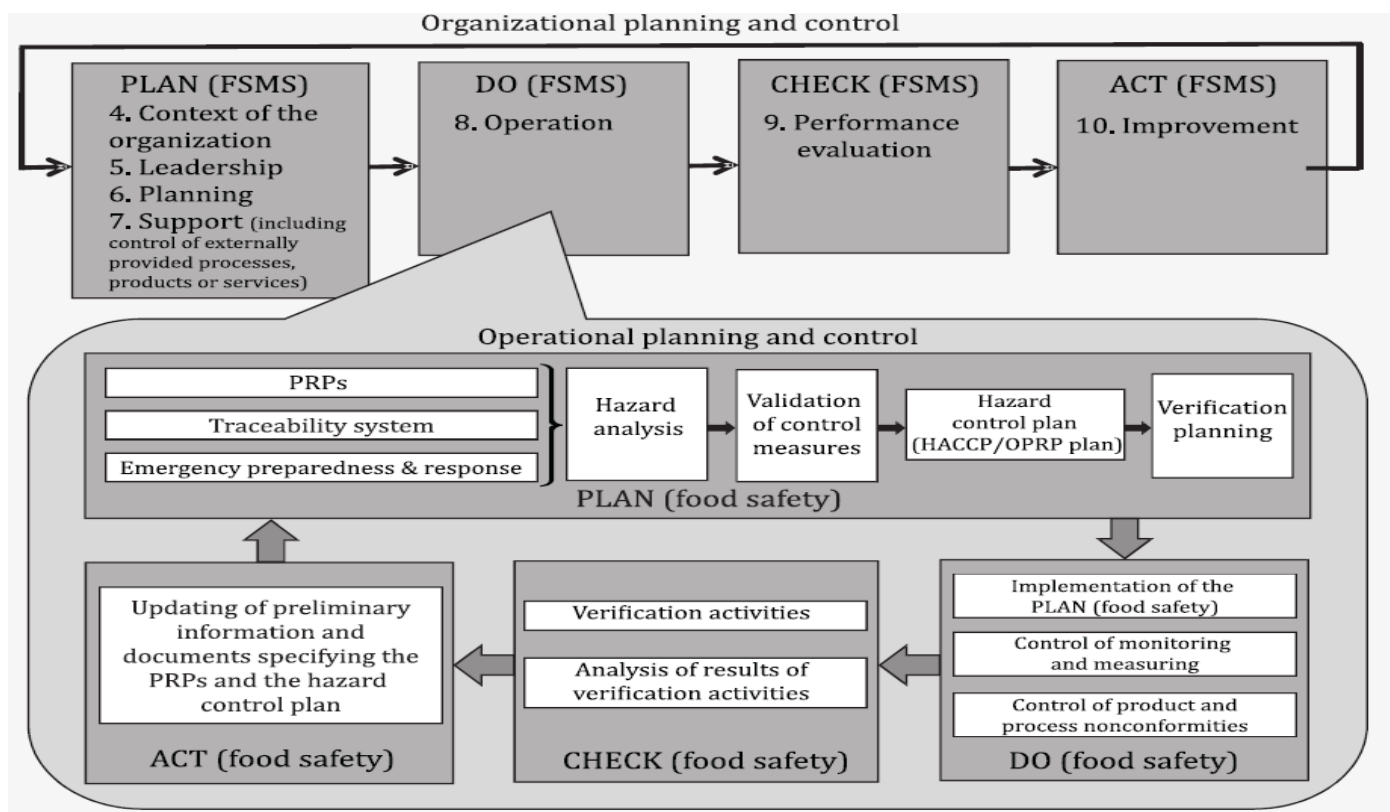 Organizational planning and control
PLAN (FSMS)
4. Context of the
organization
5. Leadership
6. Planning
7. Support (including
control of externally
provided processes,
products or services)
DO (FSMS)
8. Operation
CHECK (FSMS)
9. Performance
evaluation
ACT (FSMS)
10. Improvement
Operational planning and control
PRPs
Traceability system
Emergency preparedness & response
Hazard
analysis
Validation
of control
measures
Hazard
control plan
(HACCP/OPRP plan)
Verification
planning
PLAN (food safety)
Implementation of the
PLAN (food safety)
Control of monitoring
and measuring
Control of product and
process nonconformities
DO (food safety)
Verification activities
Analysis of results of
verification activities
CHECK (food safety)
Updating of preliminary
information and
documents specifying the
PRPs and the hazard
control plan
ACT (food safety)